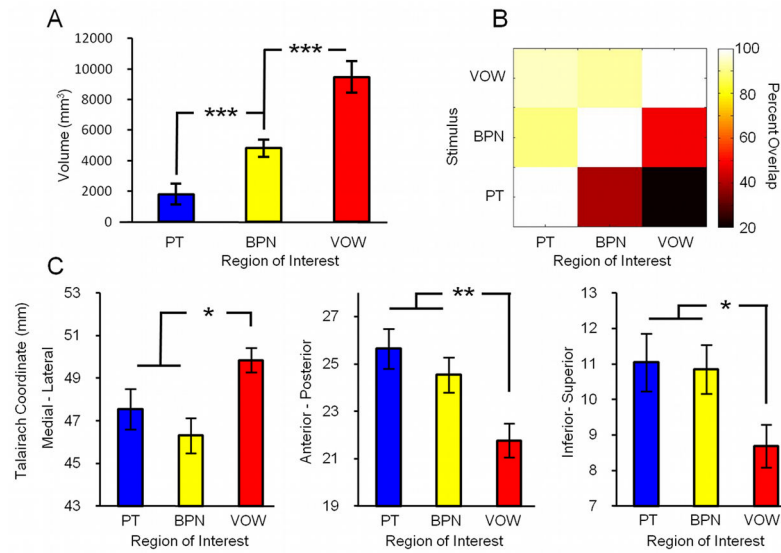 A
Volume (mm³)
12000
10000
8000
6000
4000
2000
0
***
***
PT BPN VOW
Region of Interest
B
Stimulus
VOW
BPN
PT
PT BPN VOW
Region of Interest
100
80
60
40
20
Percent Overlap
C
Talairach Coordinate (mm)
Medial - Lateral
53
51
49
47
45
43
*
PT BPN VOW
Region of Interest
Anterior - Posterior
27
25
23
21
19
**
PT BPN VOW
Region of Interest
Inferior- Superior
13
12
11
10
9
8
7
*
PT BPN VOW
Region of Interest